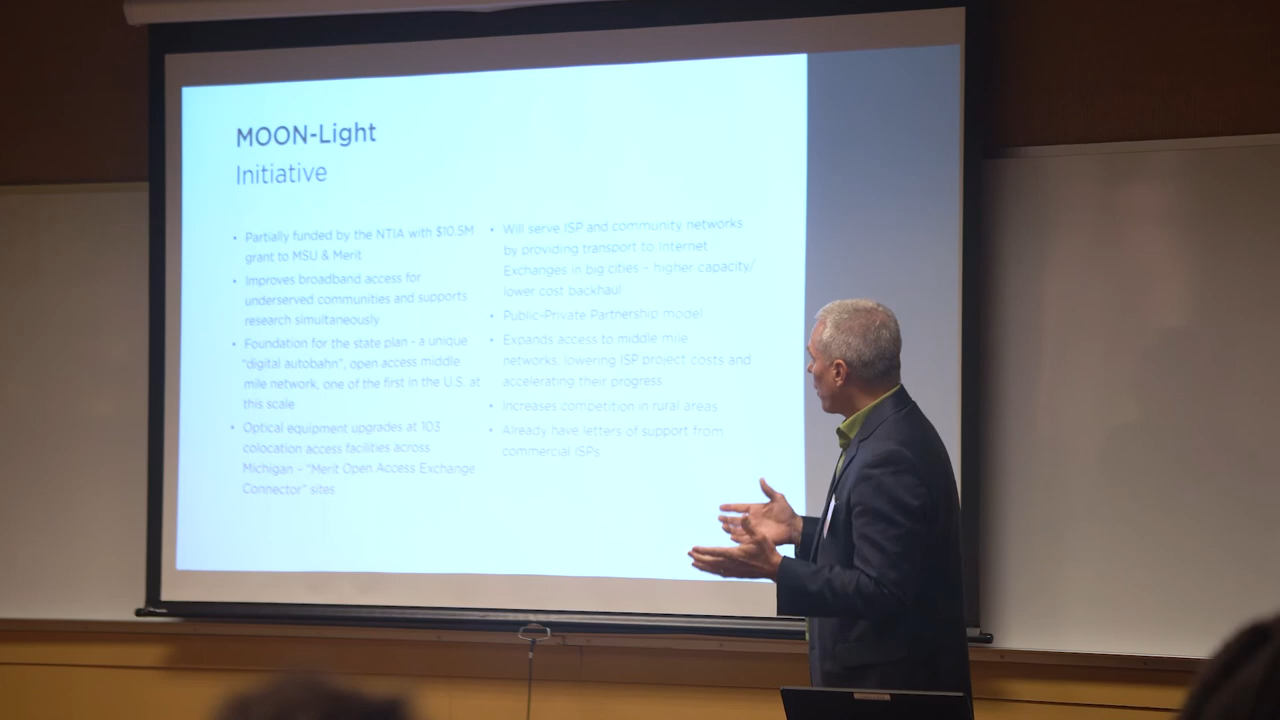 MOON-Light
Initiative
• Partially funded by the NTIA with $10.5M
grant to MSU & Merit
• Improves broadband access for
underserved communities and supports
research simultaneously
• Foundation for the state plan - a unique
"digital autobahn", open access middle
mile network, one of the first in the U.S. at
this scale
• Optical equipment upgrades at 103
colocation access facilities across
Michigan - "Merit Open Access Exchange
Connector" sites
• Will serve ISP and community networks
by providing transport to Internet
Exchanges in big cities - higher capacity/
lower cost backhaul
• Public-Private Partnership model
• Expands access to middle mile
networks, lowering ISP project costs and
accelerating their progress
• Increases competition in rural areas
• Already have letters of support from
commercial ISPs